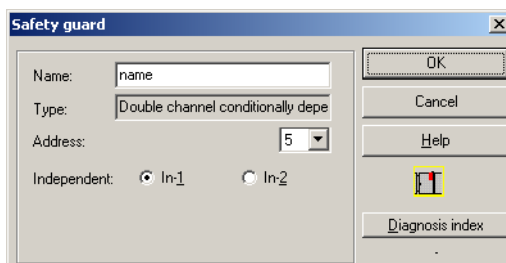 Safety guard
Name: name
OK
Type: Double channel conditionally depe
Cancel
Address: 5
Help
Independent: In-1 In-2
Diagnosis index
-